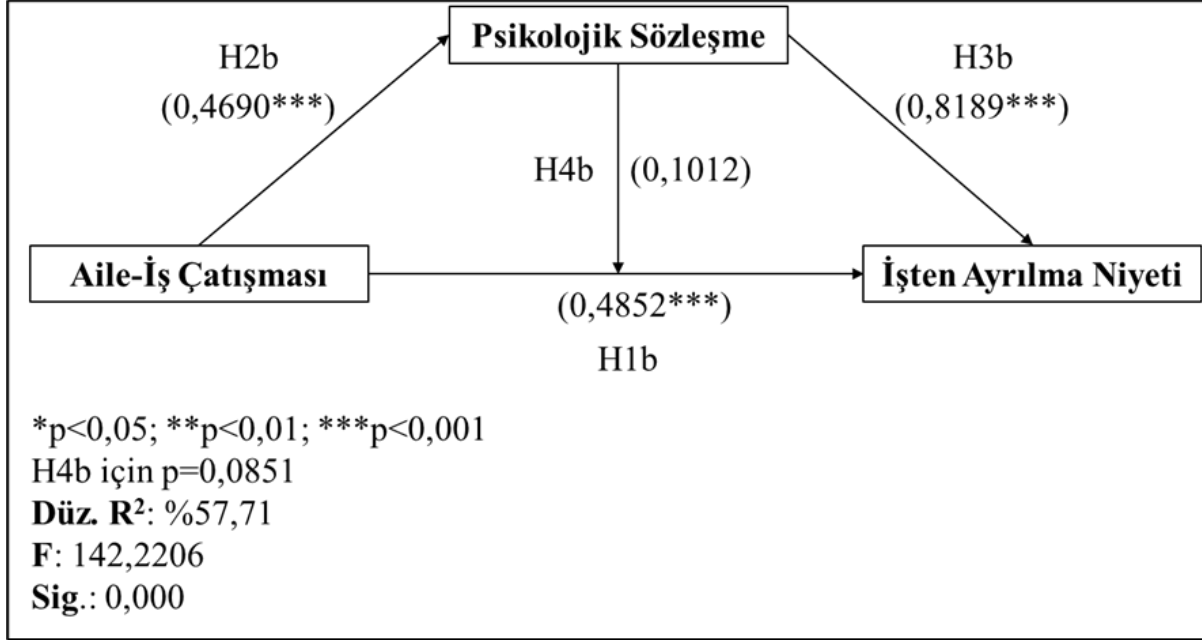 Psikolojik Sözleşme
H2b
(0,4690***)
H3b
(0,8189***)
H4b
(0,1012)
Aile-İş Çatışması
İşten Ayrılma Niyeti
(0,4852***)
H1b
*p<0,05; **p<0,01; ***p<0,001
H4b için p=0,0851
Düz. R²: %57,71
F: 142,2206
Sig.: 0,000